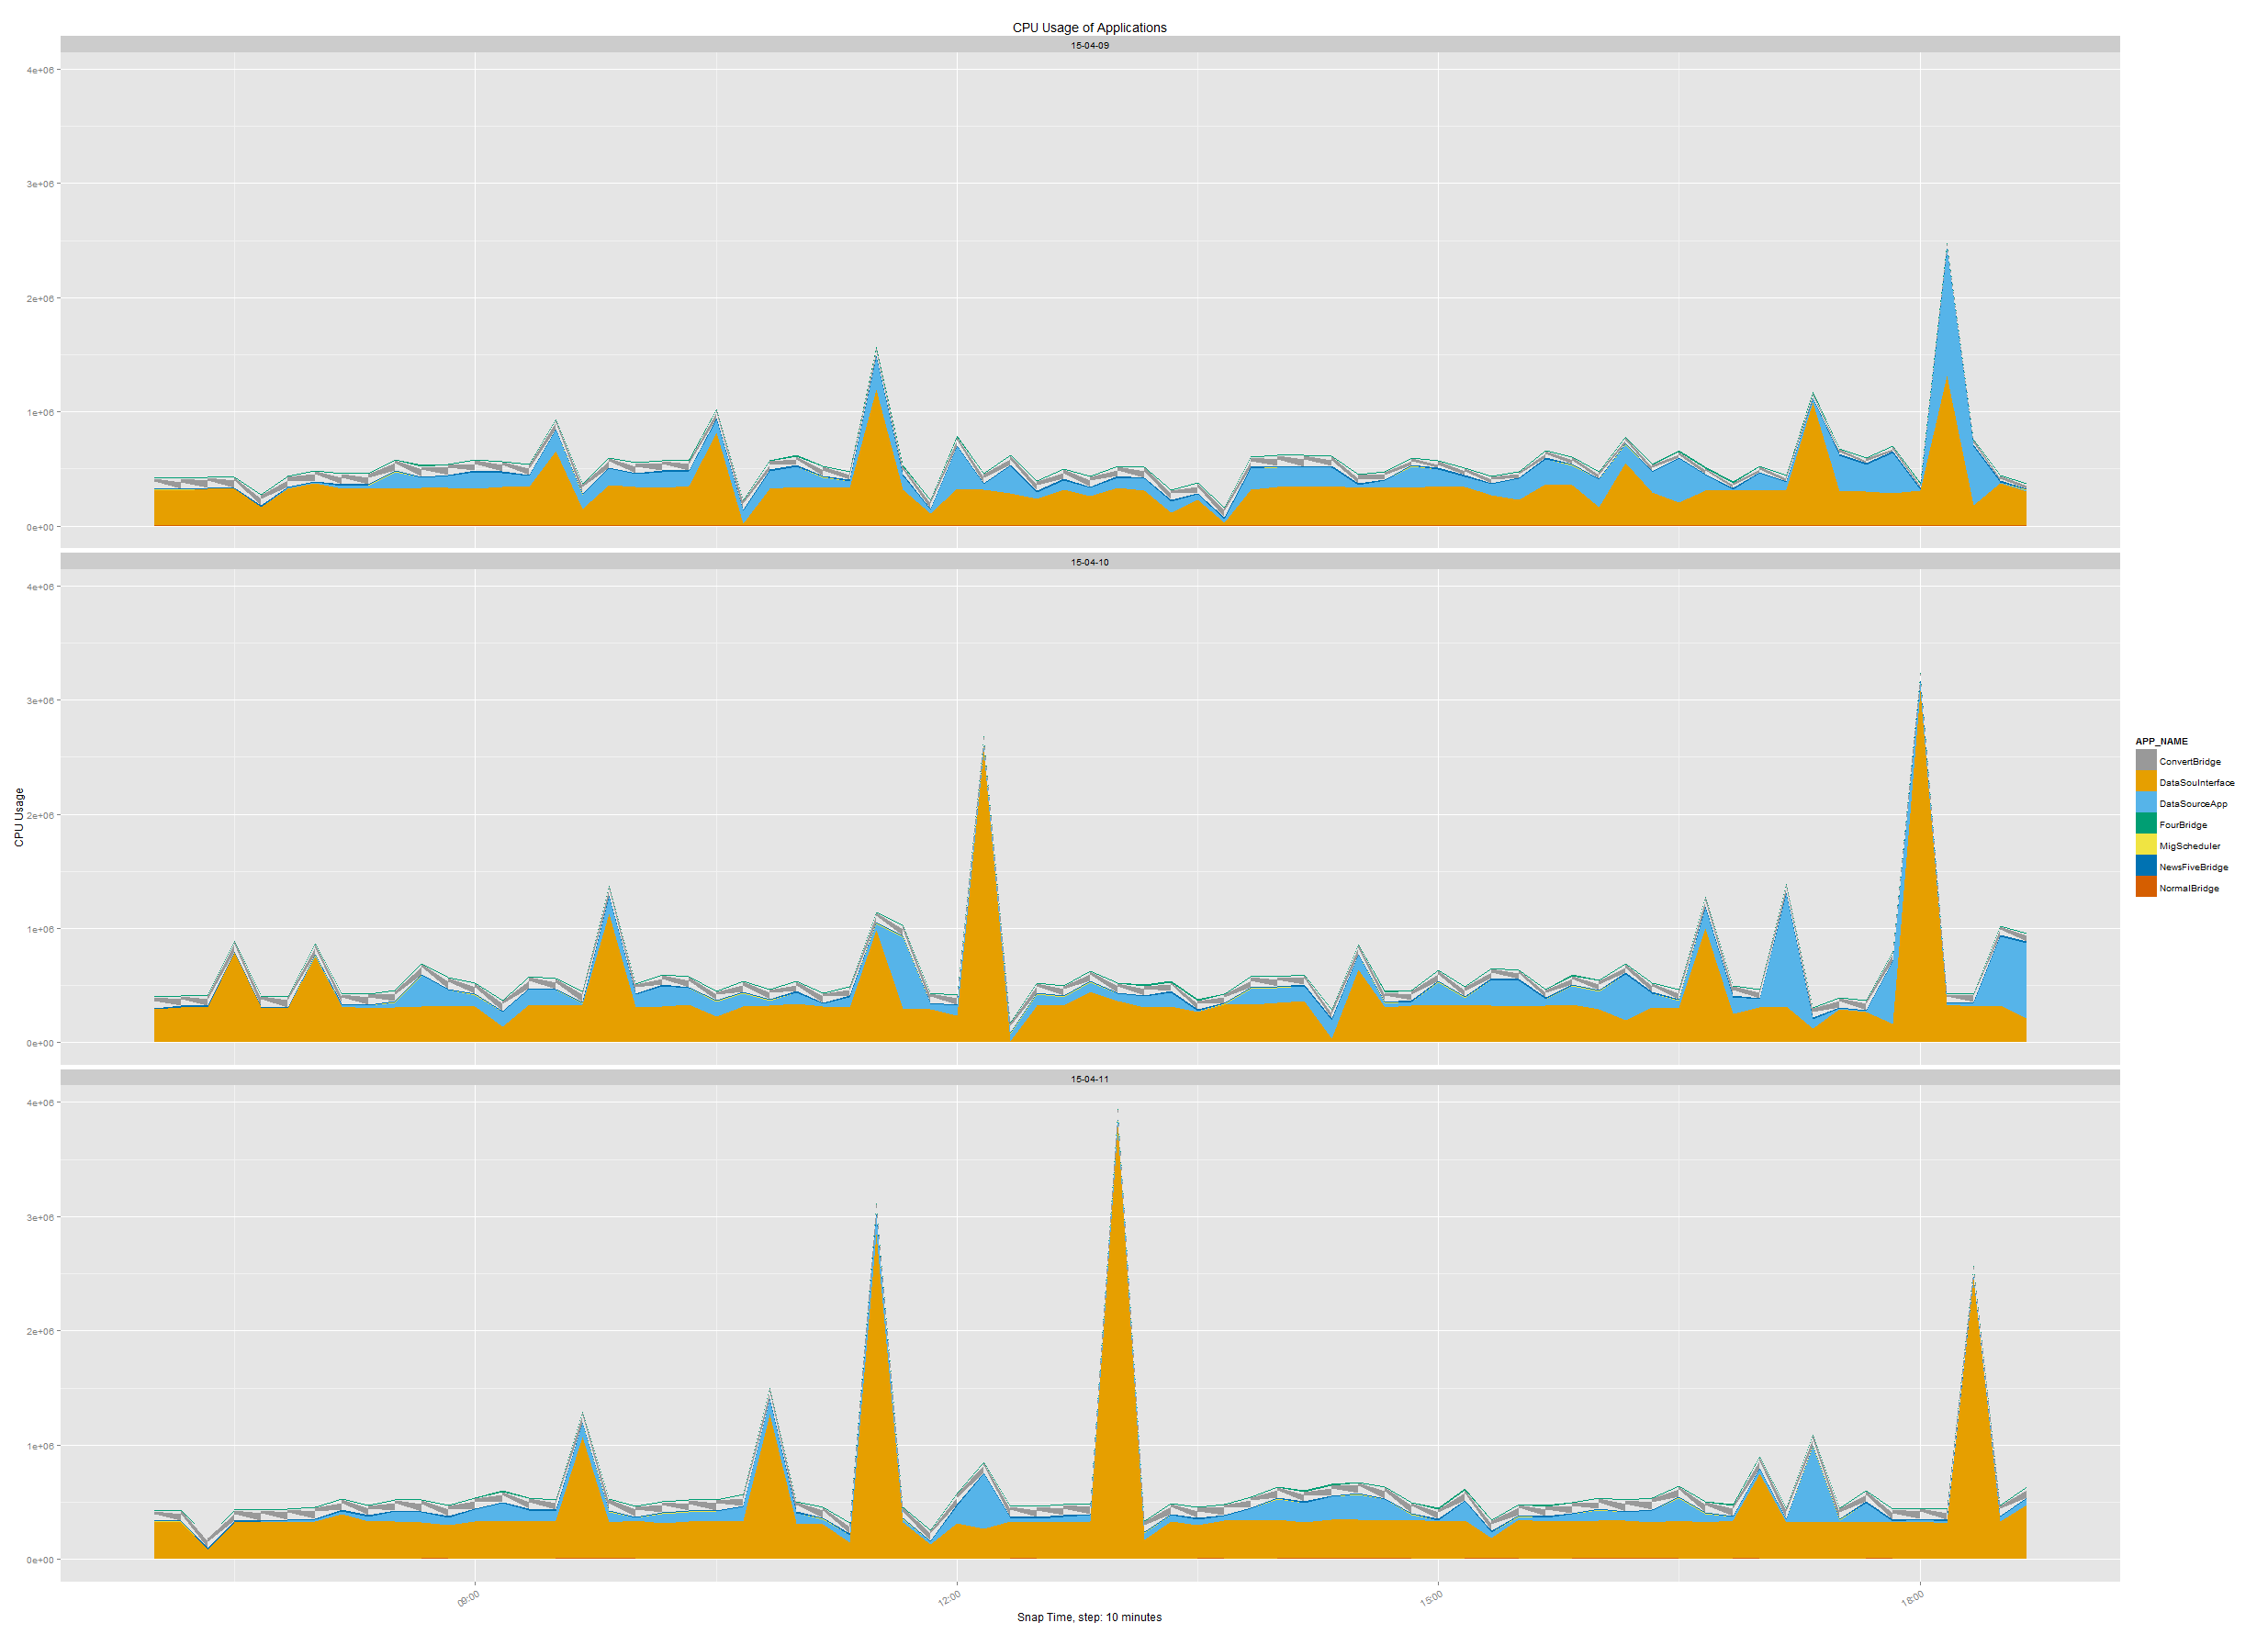 CPU Usage of Applications
15-04-09
4e+06
3e+06
2e+06
1e+06
0e+00
15-04-10
4e+06
3e+06
2e+06
1e+06
0e+00
15-04-11
4e+06
3e+06
2e+06
1e+06
0e+00
CPU Usage
09:00
12:00
15:00
18:00
Snap Time, step: 10 minutes
APP_NAME
ConvertBridge
DataSouInterface
DataSourceApp
FourBridge
MigScheduler
NewsFiveBridge
NormalBridge